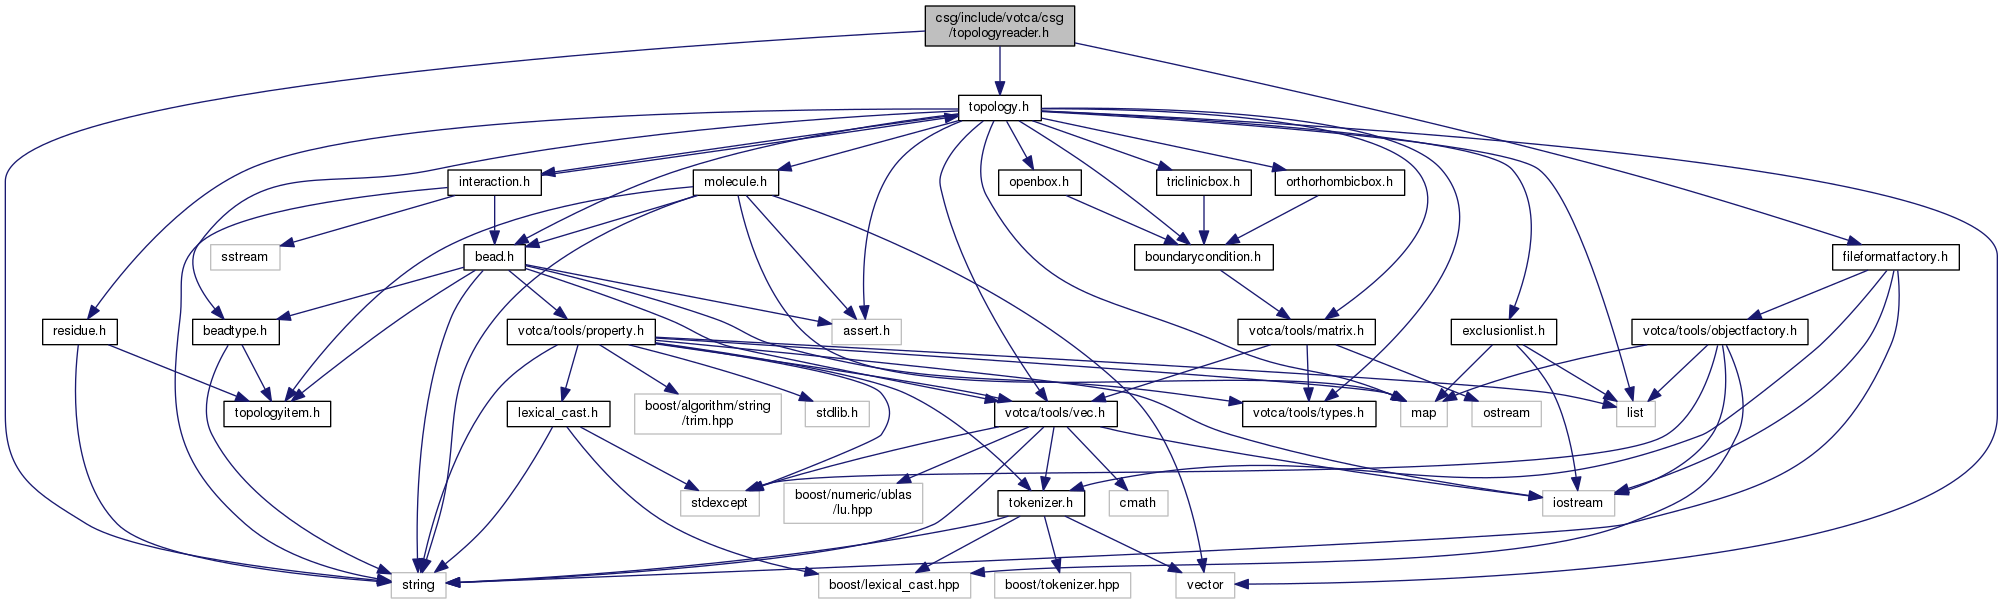 csg/include/votca/csg
/topologyreader.h
topology.h
interaction.h
molecule.h
openbox.h
triclinicbox.h
orthorhombicbox.h
sstream
bead.h
boundarycondition.h
fileformatfactory.h
residue.h
beadtype.h
votca/tools/property.h
assert.h
votca/tools/matrix.h
exclusionlist.h
votca/tools/objectfactory.h
topologyitem.h
lexical_cast.h
boost/algorithm/string
/trim.hpp
stdlib.h
votca/tools/vec.h
votca/tools/types.h
map
ostream
list
stdexcept
boost/numeric/ublas
/lu.hpp
tokenizer.h
cmath
iostream
string
boost/lexical_cast.hpp
boost/tokenizer.hpp
vector